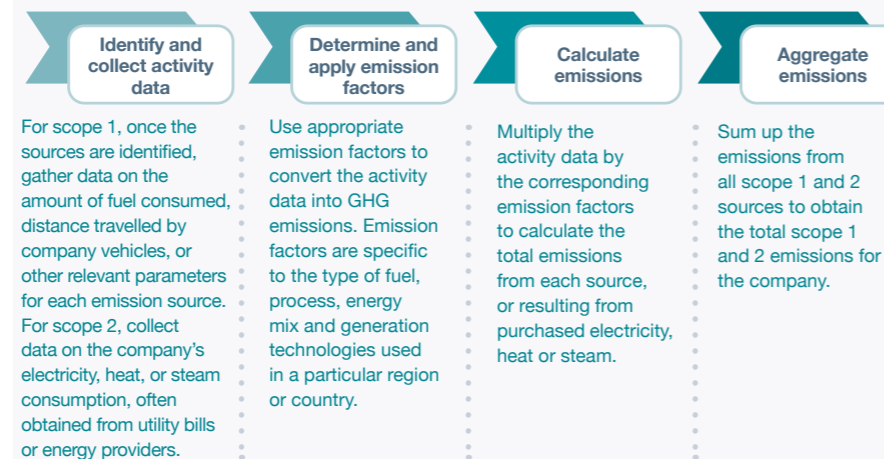 Identify and
collect activity
data
For scope 1, once the
sources are identified,
gather data on the
amount of fuel consumed,
distance travelled by
company vehicles, or
other relevant parameters
for each emission source.
For scope 2, collect
data on the company's
electricity, heat, or steam
consumption, often
obtained from utility bills
or energy providers.
Determine and
apply emission
factors
Use appropriate
emission factors to
convert the activity
data into GHG
emissions. Emission
factors are specific
to the type of fuel,
process, energy
mix and generation
technologies used
in a particular region
or country.
Calculate
emissions
Multiply the
activity data by
the corresponding
emission factors
to calculate the
total emissions
from each source,
or resulting from
purchased electricity,
heat or steam.
Aggregate
emissions
Sum up the
emissions from
all scope 1 and 2
sources to obtain
the total scope 1
and 2 emissions for
the company.